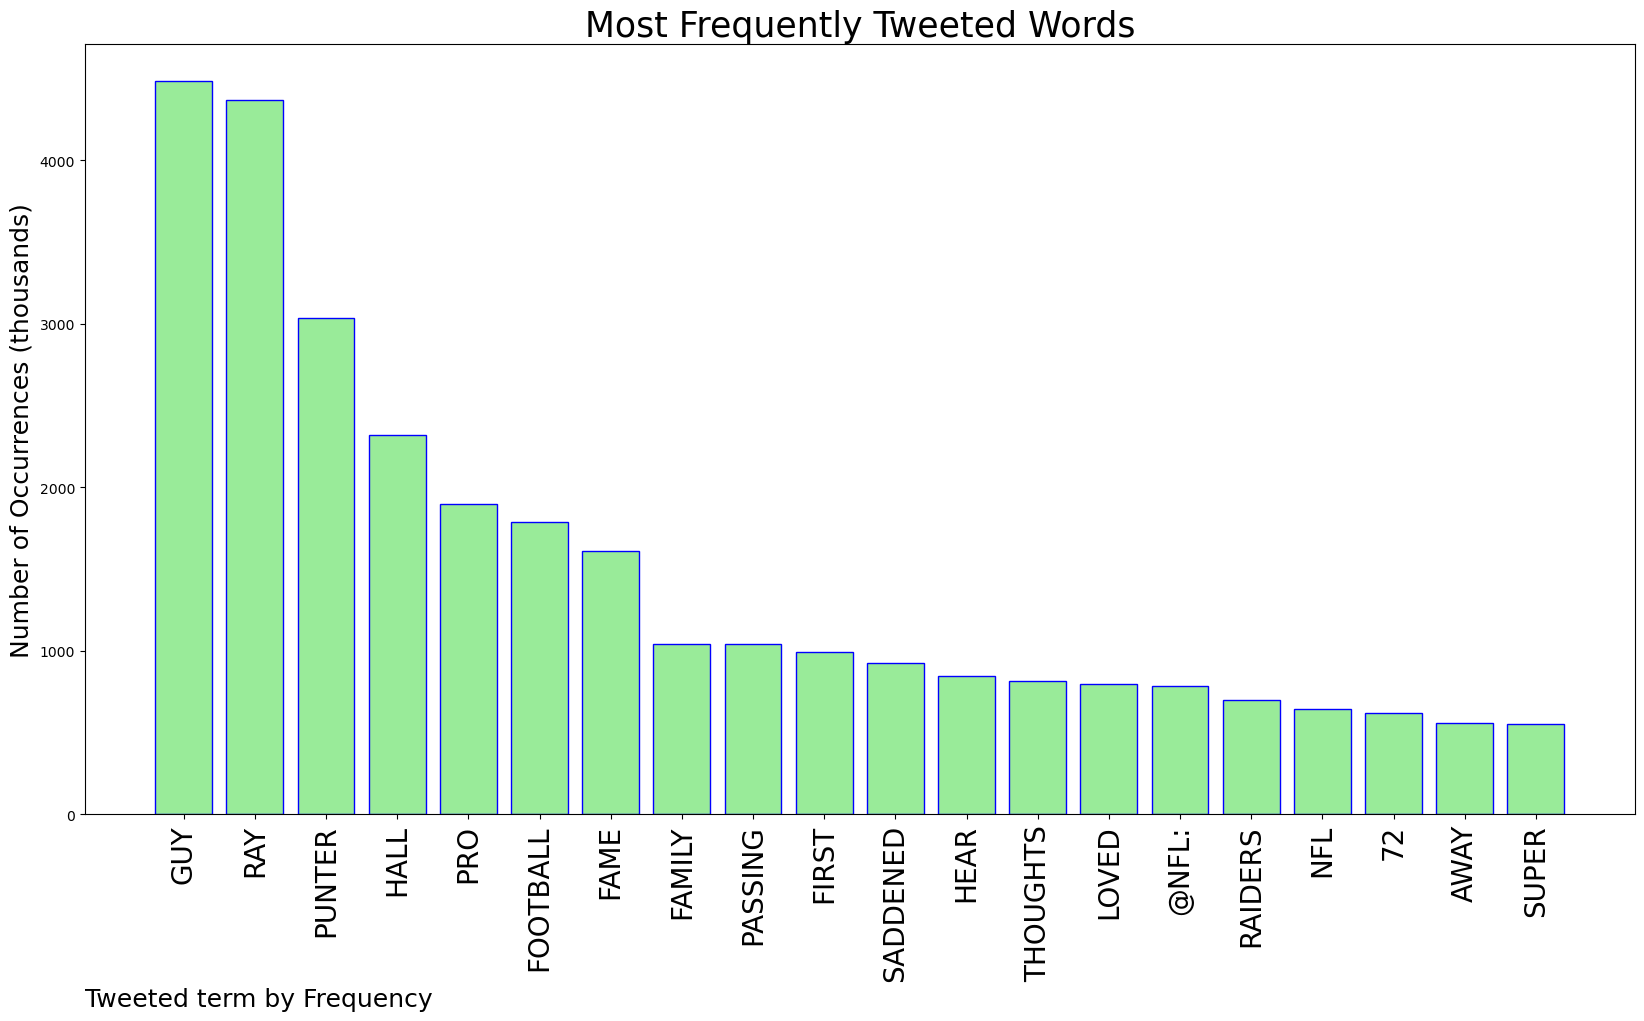 Most Frequently Tweeted Words
Number of Occurrences (thousands)
4000
3000
2000
1000
0
GUY
RAY
PUNTER
HALL
PRO
FOOTBALL
FAME
FAMILY
PASSING
FIRST
SADDENED
HEAR
THOUGHTS
LOVED
@NFL:
RAIDERS
NFL
72
AWAY
SUPER
Tweeted term by Frequency